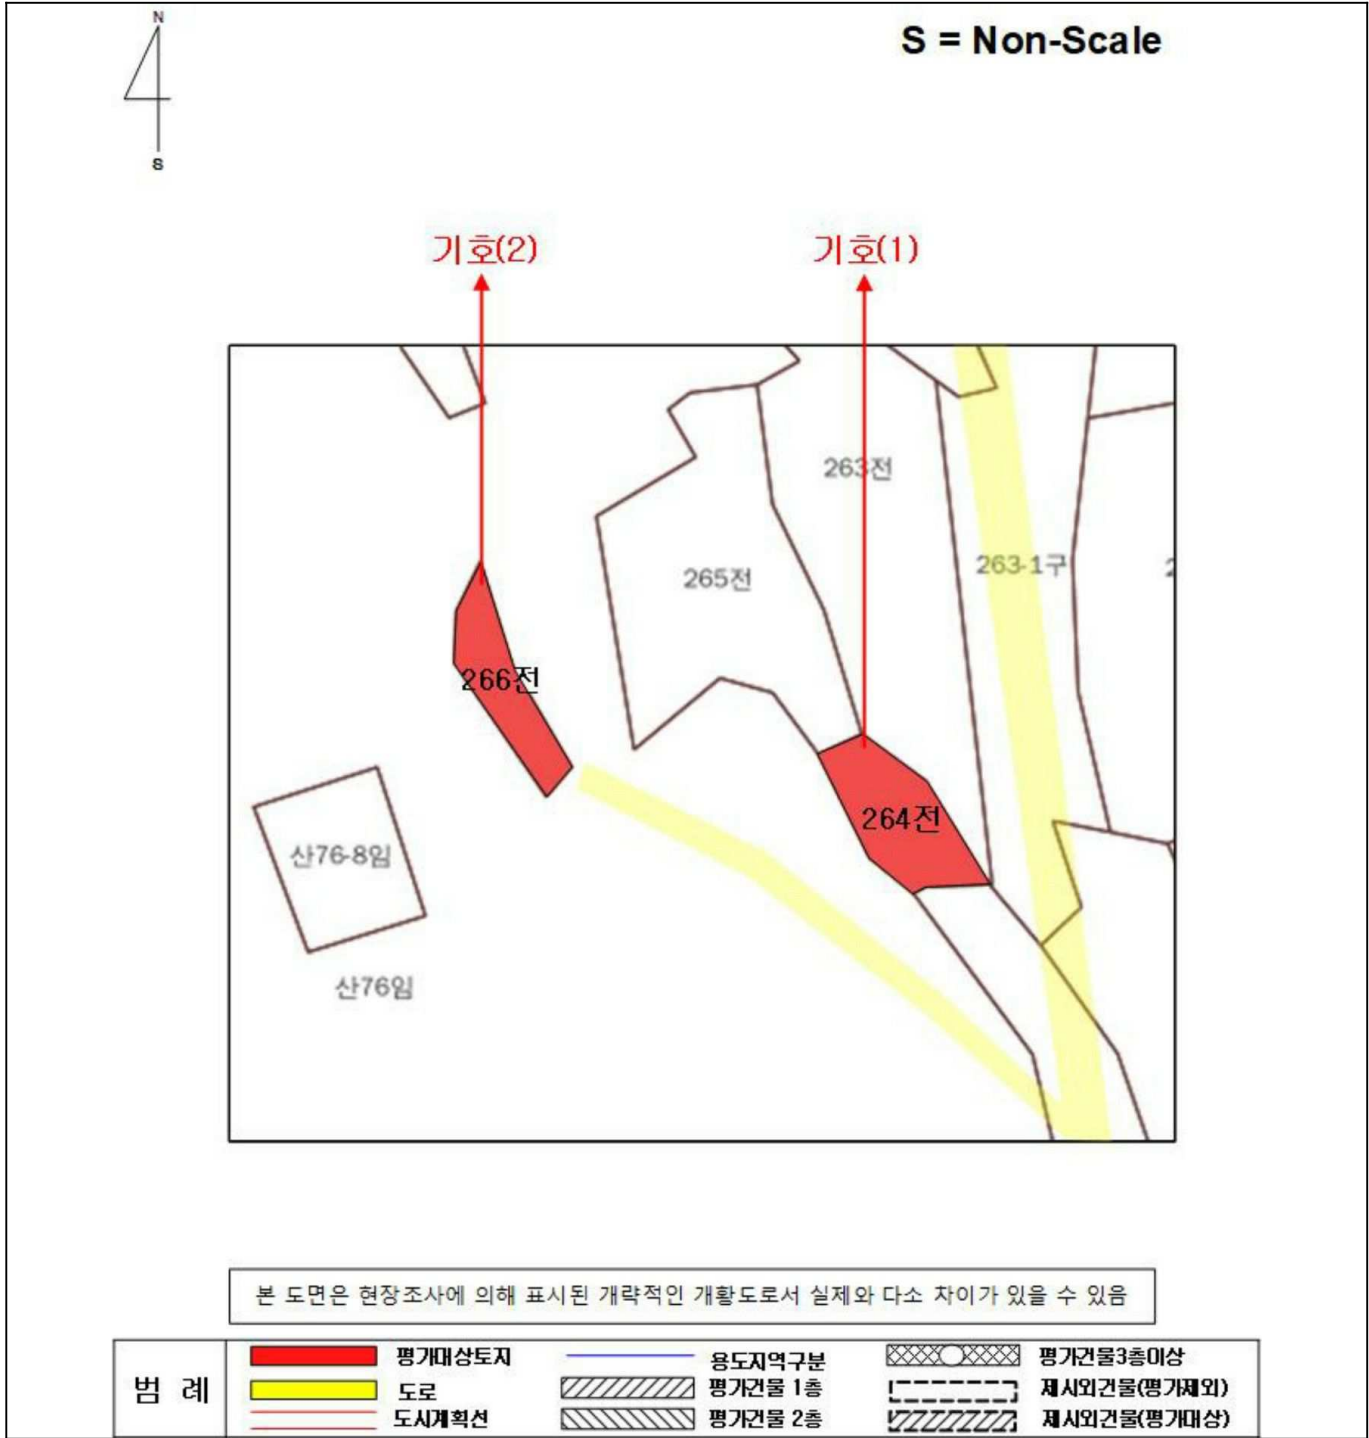 N
S = Non-Scale
S
기호(2) 기호(1)
263전
263-1구
265전
266전
264전
산76-8임
산76임
본 도면은 현장조사에 의해 표시된 개략적인 개황도로서 실제와 다소 차이가 있을 수 있음
범 례
평가대상토지 용도지역구분 평가건물3층이상
도로 평가건물 1층 제시외건물(평가제외)
도시계획선 평가건물 2층 제시외건물(평가대상)